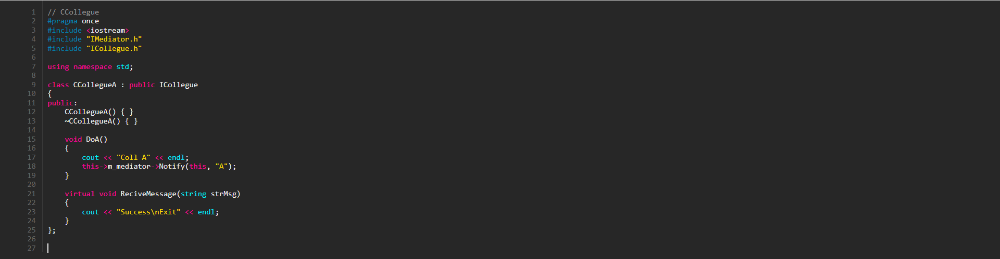 1 // CCollegue
2 #pragma once
3 #include <iostream>
4 #include "IMediator.h"
5 #include "ICollegue.h"
6
7 using namespace std;
8
9 class CCollegueA : public ICollegue
10 {
11 public:
12     CCollegueA() { }
13     ~CCollegueA() { }
14
15     void DoA()
16     {
17         cout << "Coll A" << endl;
18         this->m_mediator->Notify(this, "A");
19     }
20
21     virtual void ReciveMessage(string strMsg)
22     {
23         cout << "Success\nExit" << endl;
24     }
25 };
26
27